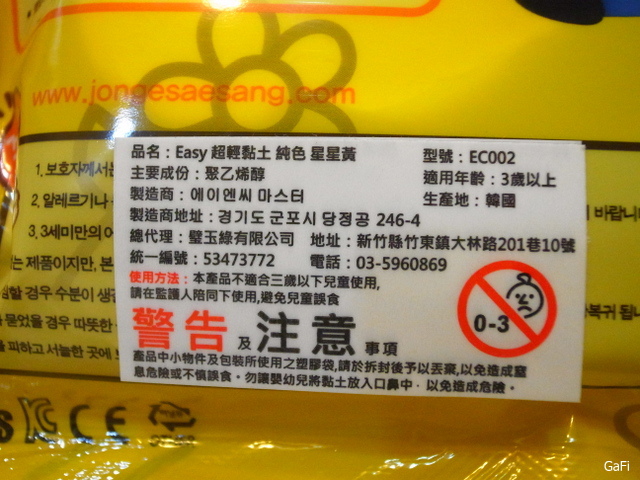 www.jongesaesang.com
1. 보호자께서는
2. 알레르기나
3. 3세미만의 어
는 제품이지만, 본
할 경우 수분이 생
묻었을 경우 따뜻한
을 피하고 서늘한 곳에
品名：Easy 超輕黏土 純色 星星黃 型號：EC002
主要成份：聚乙烯醇 適用年齡：3歲以上
製造商：에이엔씨 마스터 生產地：韓國
製造商地址：경기도 군포시 당정공 246-4
總代理：璧玉綠有限公司 地址：新竹縣竹東鎮大林路201巷10號
統一編號：53473772 電話：03-5960869
使用方法：本產品不適合三歲以下兒童使用,
請在監護人陪同下使用,避免兒童誤食
0-3
警告及注意事項
產品中小物件及包裝所使用之塑膠袋,請於拆封後予以丟棄,以免造成窒
息危險或不慎誤食。勿讓嬰幼兒將黏土放入口鼻中，以免造成危險。
바랍니다
CE
GaFi